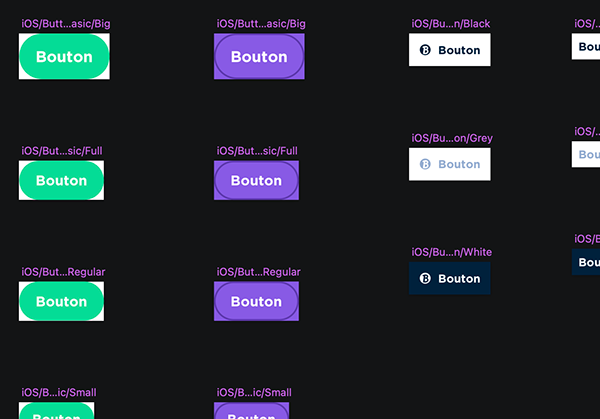 iOS/Butt...asic/Big
iOS/Butt...asic/Big
iOS/Bu...n/Black
iOS/...
Bouton
Bouton
Bouton
Bou
iOS/But...sic/Full
iOS/But...sic/Full
iOS/Bu...on/Grey
iOS/...
Bouton
Bouton
Bouton
Bou
iOS/But...Regular
iOS/But...Regular
iOS/Bu...n/White
iOS/B
Bouton
Bouton
Bouton
Bou
iOS/B...ic/Small
iOS/B...ic/Small
Bouton
Bouton